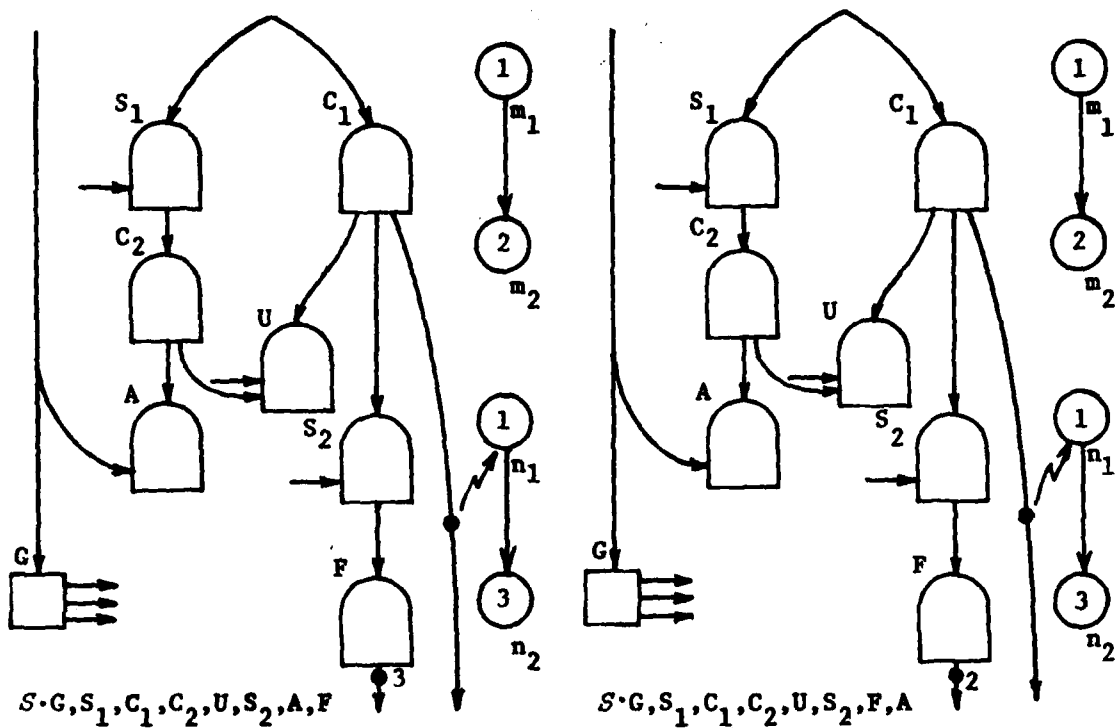 S₁ C₁ 1 m₁
C₂ 2 m₂
U
A S₂ 1 n₁
G F 3 n₂
3
S·G,S₁,C₁,C₂,U,S₂,A,F
S₁ C₁ 1 m₁
C₂ 2 m₂
U
A S₂ 1 n₁
G F 3 n₂
2
S·G,S₁,C₁,C₂,U,S₂,F,A